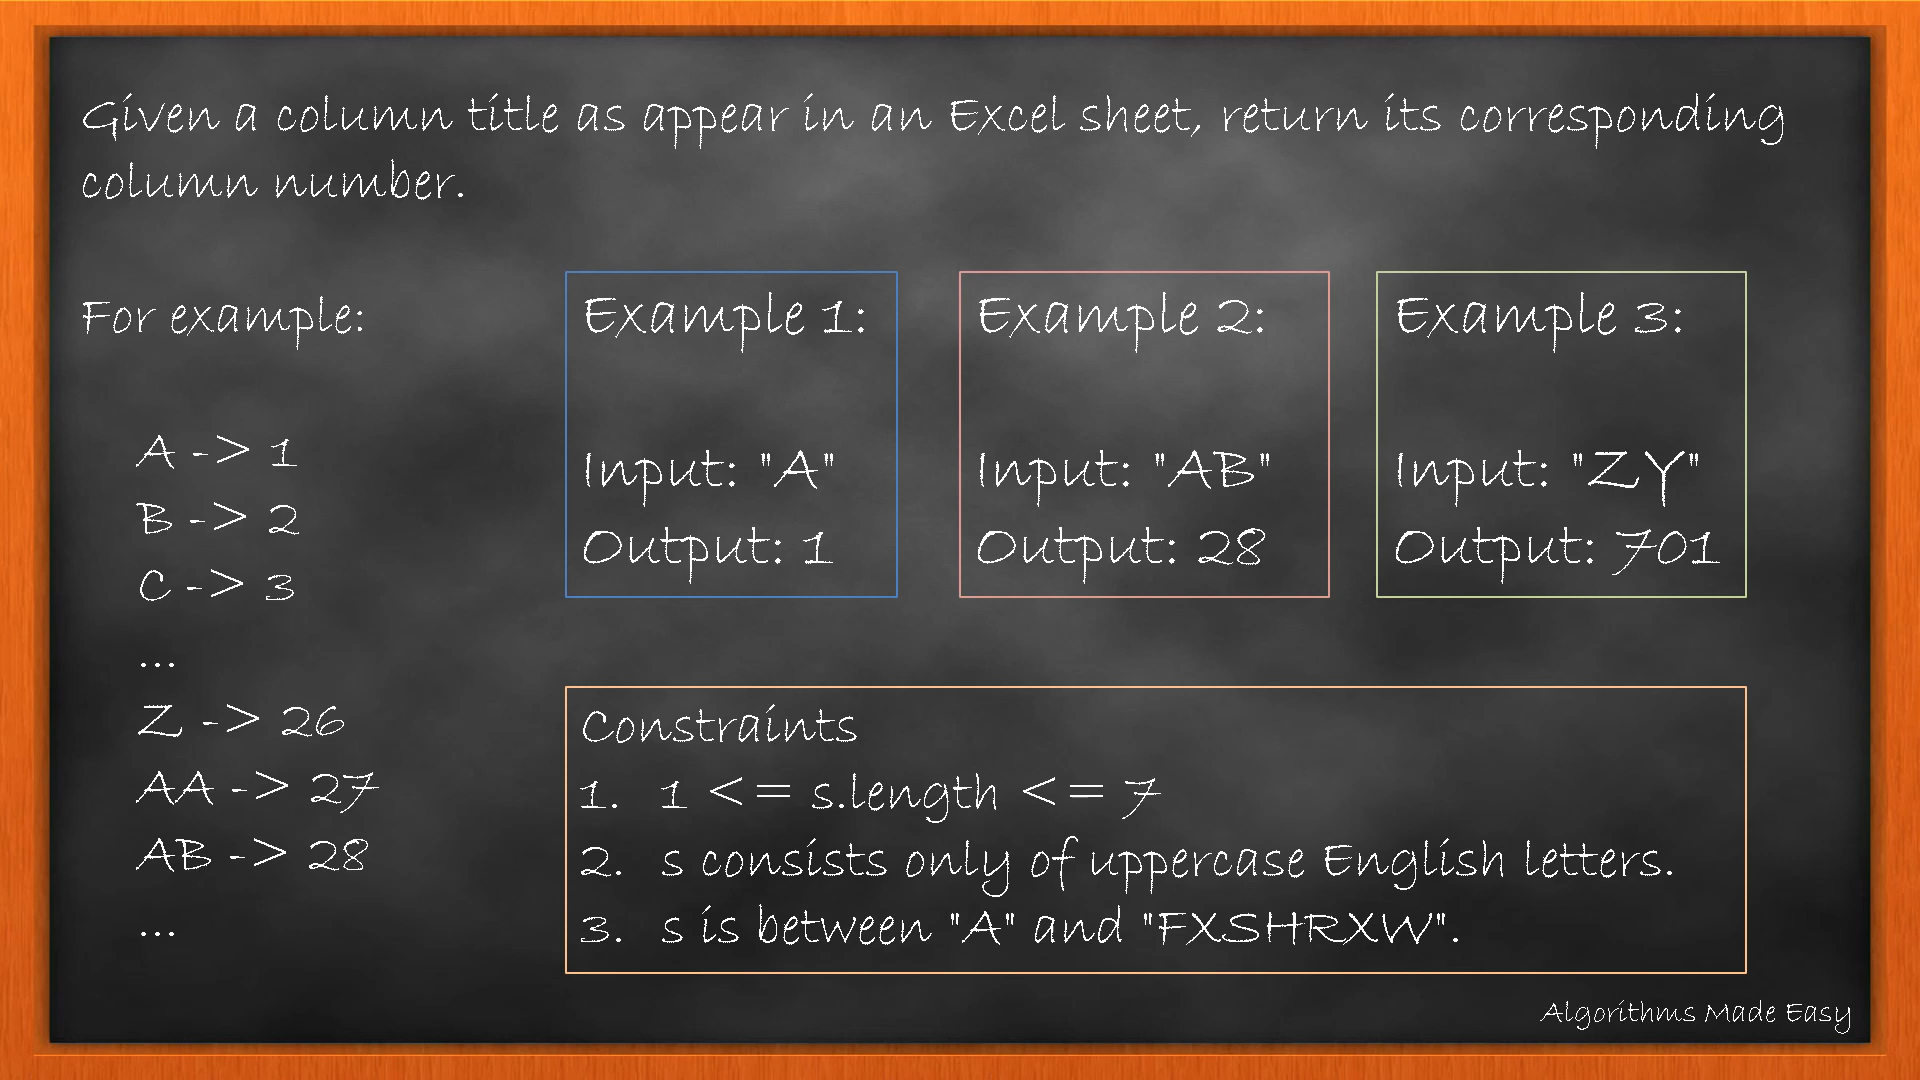 Given a column title as appear in an Excel sheet, return its corresponding
column number.
For example:
A -> 1
B -> 2
C -> 3
...
Z -> 26
AA -> 27
AB -> 28
...
Example 1:
Input: "A"
Output: 1
Example 2:
Input: "AB"
Output: 28
Example 3:
Input: "ZY"
Output: 701
Constraints
1. 1 <= s.length <= 7
2. s consists only of uppercase English letters.
3. s is between "A" and "FXSHRXW".
Algorithms Made Easy